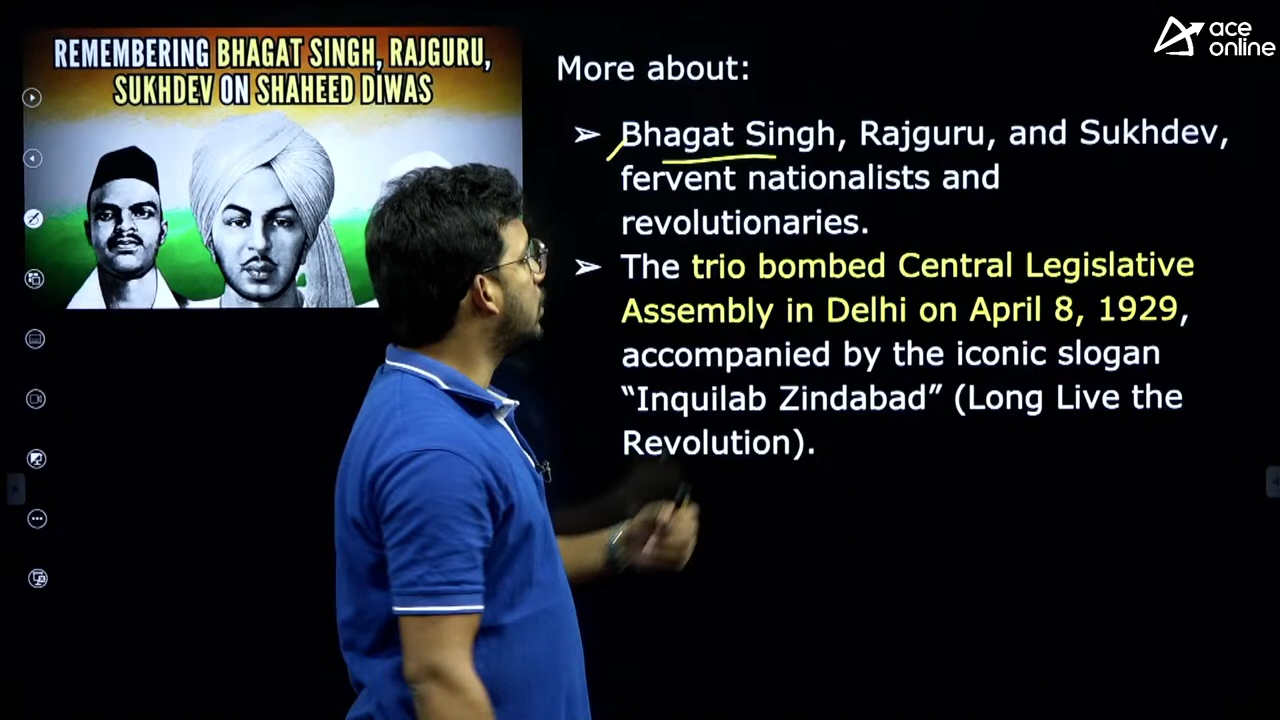 REMEMBERING BHAGAT SINGH, RAJGURU,
SUKHDEV ON SHAHEED DIWAS
ace
online
More about:
➢ Bhagat Singh, Rajguru, and Sukhdev,
fervent nationalists and
revolutionaries.
➢ The trio bombed Central Legislative
Assembly in Delhi on April 8, 1929,
accompanied by the iconic slogan
“Inquilab Zindabad” (Long Live the
Revolution).